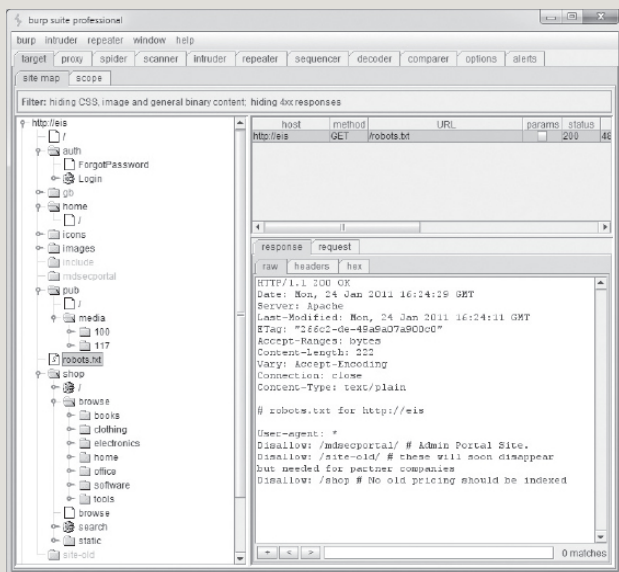 burp suite professional
burp intruder repeater window help
target proxy spider scanner intruder repeater sequencer decoder comparer options alerts
site map scope
Filter: hiding CSS, image and general binary content; hiding 4xx responses
http://eis
/
auth
ForgotPassword
Login
gb
home
/
icons
images
include
mdsecportal
pub
/
media
100
117
robots.txt
shop
/
browse
books
clothing
electronics
home
office
software
tools
browse
search
static
site-old
host method URL params status
http://eis GET /robots.txt 200 48
response request
raw headers hex
HTTP/1.1 200 OK
Date: Mon, 24 Jan 2011 16:24:29 GMT
Server: Apache
Last-Modified: Mon, 24 Jan 2011 16:24:11 GMT
ETag: "266c2-de-49a9a07a900c0"
Accept-Ranges: bytes
Content-Length: 222
Vary: Accept-Encoding
Connection: close
Content-Type: text/plain
# robots.txt for http://eis
User-agent: *
Disallow: /mdsecportal/ # Admin Portal Site.
Disallow: /site-old/ # these will soon disappear
but needed for partner companies
Disallow: /shop # No old pricing should be indexed
+ < > 0 matches